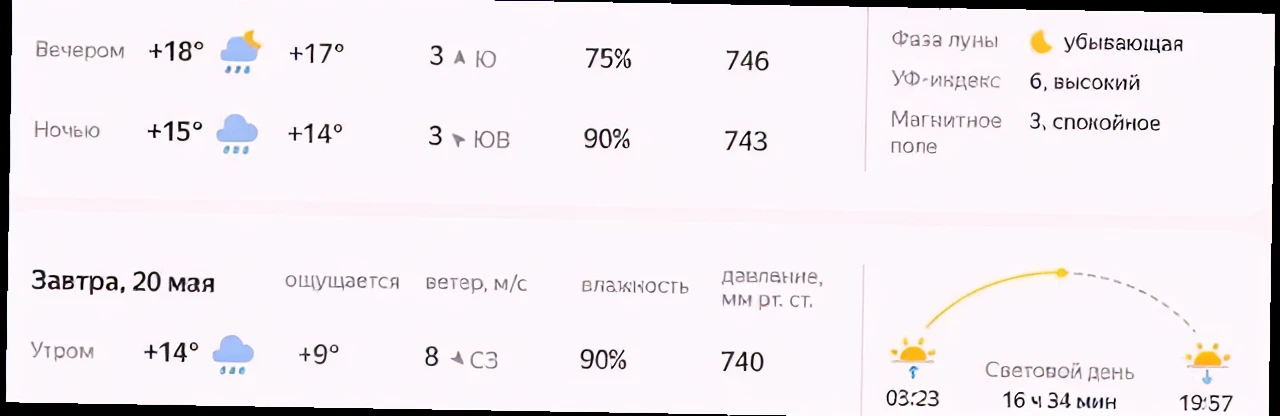 Вечером +18° +17° 3 Ю 75% 746
Ночью +15° +14° 3 ЮВ 90% 743
Фаза луны убывающая
УФ-индекс 6, высокий
Магнитное поле 3, спокойное
Завтра, 20 мая ощущается ветер, м/с влажность давление, мм рт. ст.
Утром +14° +9° 8 СЗ 90% 740
Световой день
03:23 16 ч 34 мин 19:57